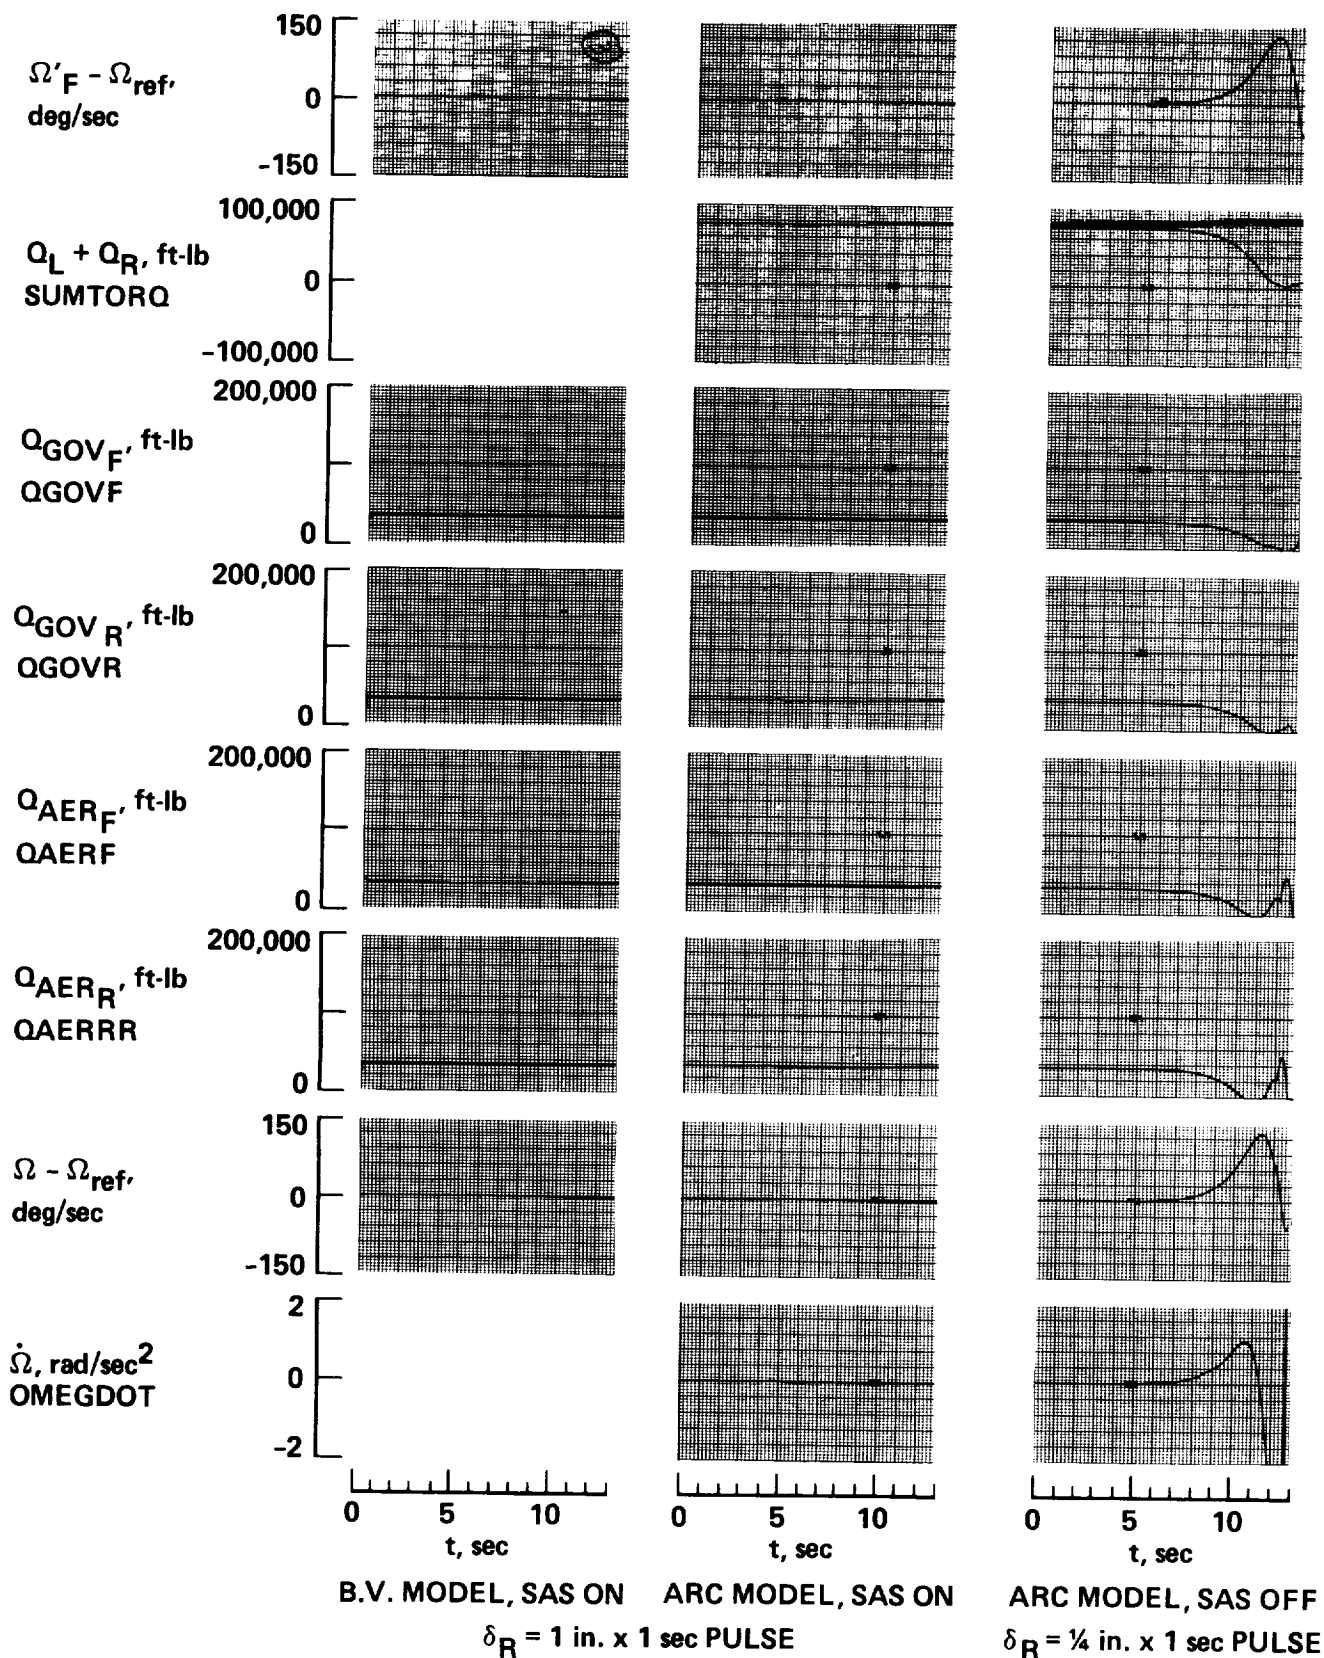 150
Ω'F - Ωref,
deg/sec
0
-150
100,000
QL + QR, ft-lb
SUMTORQ
0
-100,000
200,000
QGOVF, ft-lb
QGOVF
0
200,000
QGOVR, ft-lb
QGOVR
0
200,000
QAERF, ft-lb
QAERF
0
200,000
QAERR, ft-lb
QAERRR
0
150
Ω - Ωref,
deg/sec
0
-150
2
Ω̇, rad/sec²
OMEGDOT
0
-2
0 5 10 0 5 10 0 5 10
t, sec t, sec t, sec
B.V. MODEL, SAS ON ARC MODEL, SAS ON ARC MODEL, SAS OFF
δR = 1 in. x 1 sec PULSE δR = ¼ in. x 1 sec PULSE